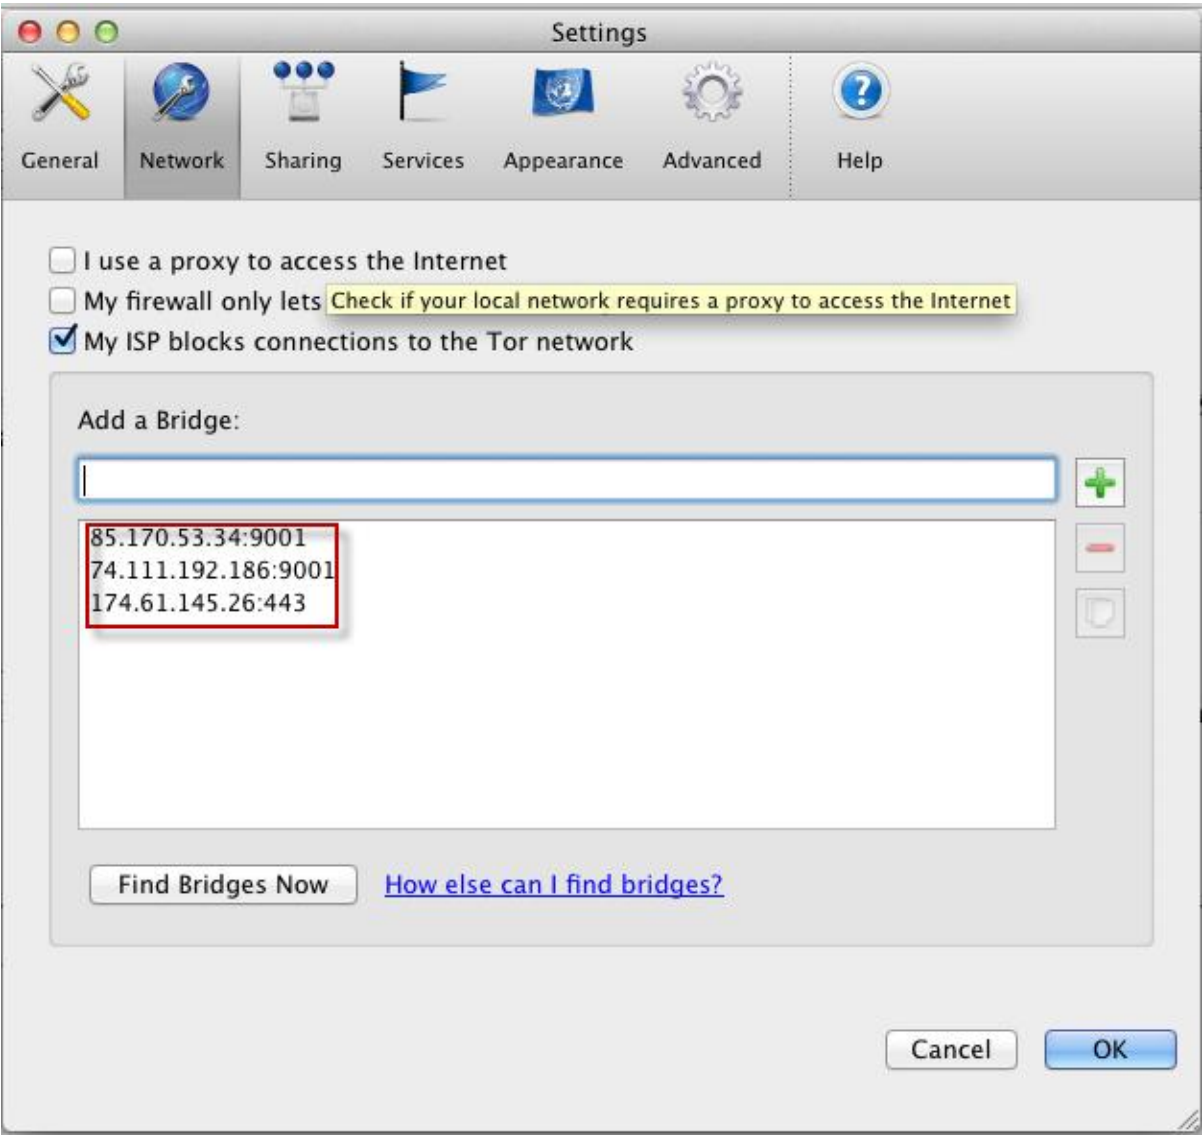 Settings
General Network Sharing Services Appearance Advanced Help
I use a proxy to access the Internet
My firewall only lets Check if your local network requires a proxy to access the Internet
My ISP blocks connections to the Tor network
Add a Bridge:
85.170.53.34:9001
74.111.192.186:9001
174.61.145.26:443
Find Bridges Now How else can I find bridges?
Cancel OK